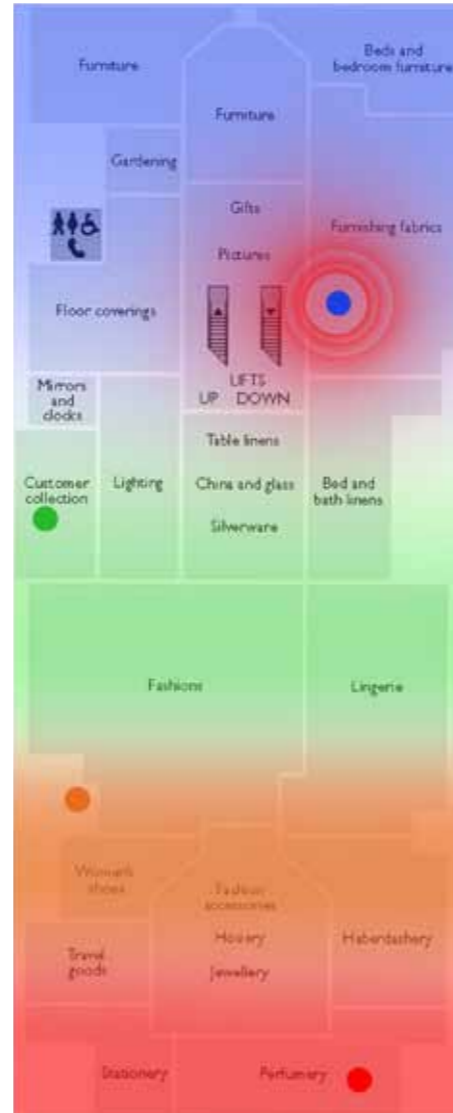 Furniture
Beds and
bedroom furniture
Furniture
Gardening
Gifts
Pictures
Furnishing fabrics
Floor coverings
LIFTS
UP DOWN
Mirrors
and
clocks
Table linens
Customer
collection
Lighting
China and glass
Bed and
bath linens
Silverware
Fashions
Lingerie
Women's
shoes
Fashion
accessories
Hosiery
Haberdashery
Travel
goods
Jewellery
Stationery
Perfumery